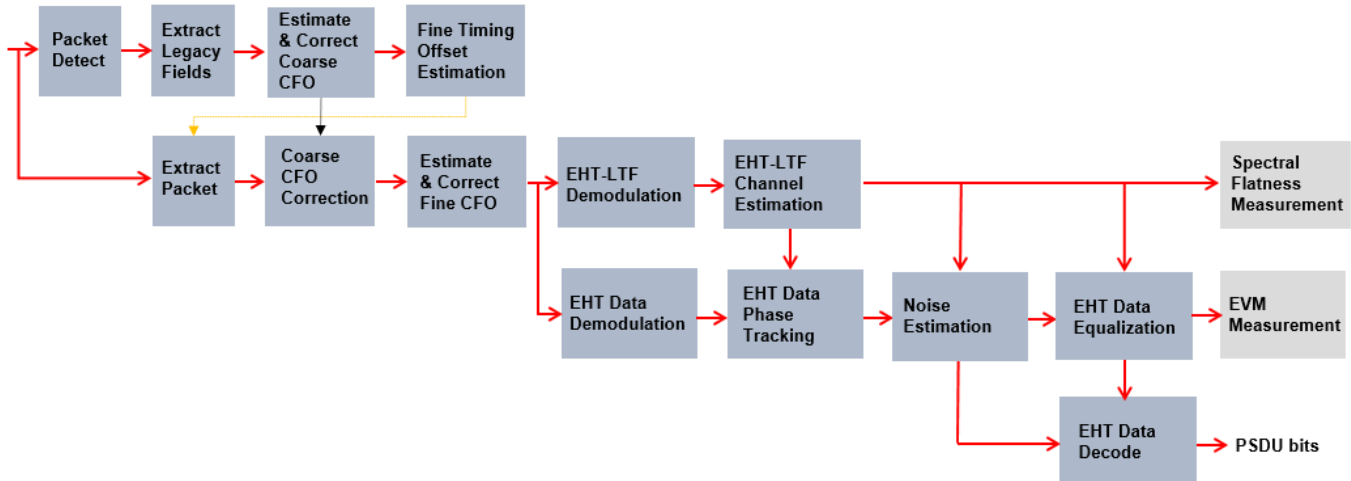 Packet
Detect
Extract
Legacy
Fields
Estimate
& Correct
Coarse
CFO
Fine Timing
Offset
Estimation
Extract
Packet
Coarse
CFO
Correction
Estimate
& Correct
Fine CFO
EHT-LTF
Demodulation
EHT-LTF
Channel
Estimation
Spectral
Flatness
Measurement
EHT Data
Demodulation
EHT Data
Phase
Tracking
Noise
Estimation
EHT Data
Equalization
EVM
Measurement
EHT Data
Decode
PSDU bits